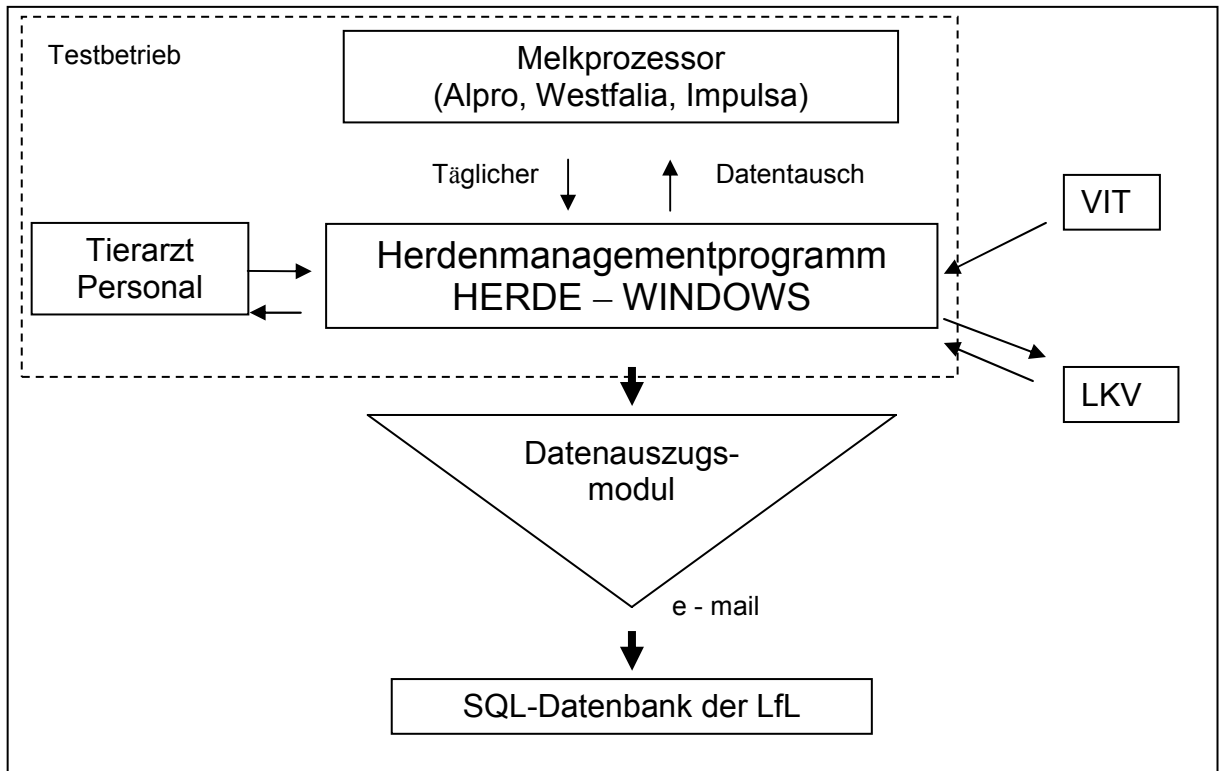 Testbetrieb
Melkprozessor
(Alpro, Westfalia, Impulsa)
Täglicher
Datentausch
VIT
Tierarzt
Personal
Herdenmanagementprogramm
HERDE – WINDOWS
LKV
Datenauszugs-
modul
e - mail
SQL-Datenbank der LfL